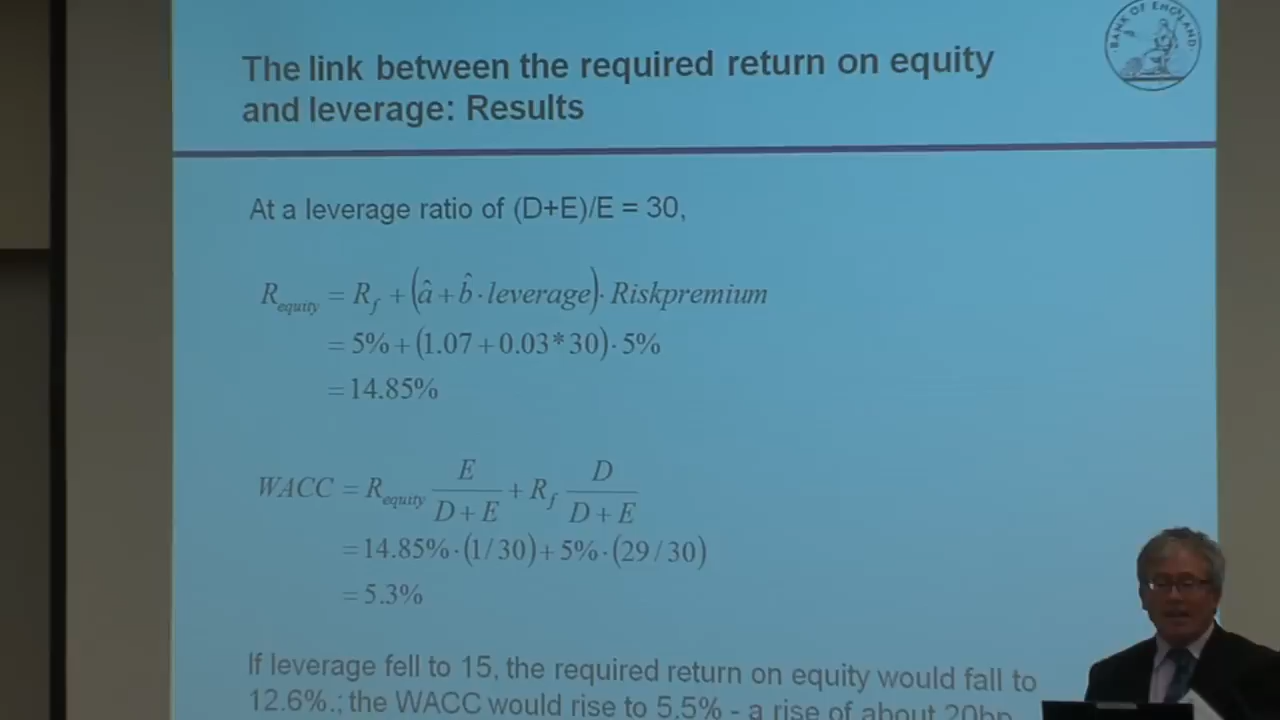 BANK OF ENGLAND
The link between the required return on equity
and leverage: Results
At a leverage ratio of (D+E)/E = 30,
R_equity = R_f + (â + b̂ · leverage) · Riskpremium
= 5% + (1.07 + 0.03*30) · 5%
= 14.85%
WACC = R_equity E/(D+E) + R_f D/(D+E)
= 14.85% · (1/30) + 5% · (29/30)
= 5.3%
If leverage fell to 15, the required return on equity would fall to
12.6%.; the WACC would rise to 5.5% - a rise of about 20bp